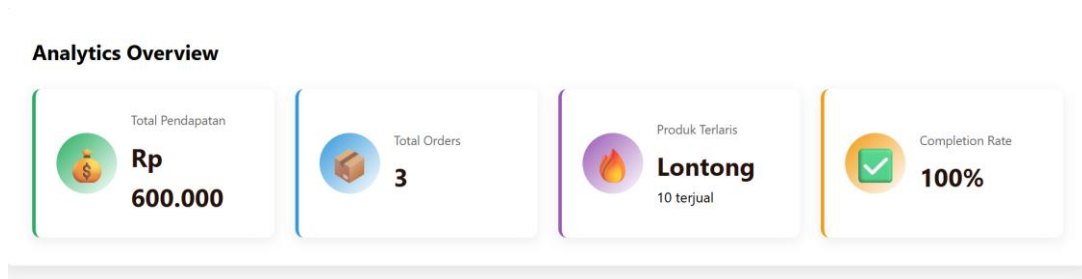 Analytics Overview
Total Pendapatan
Rp
600.000
Total Orders
3
Produk Terlaris
Lontong
10 terjual
Completion Rate
100%